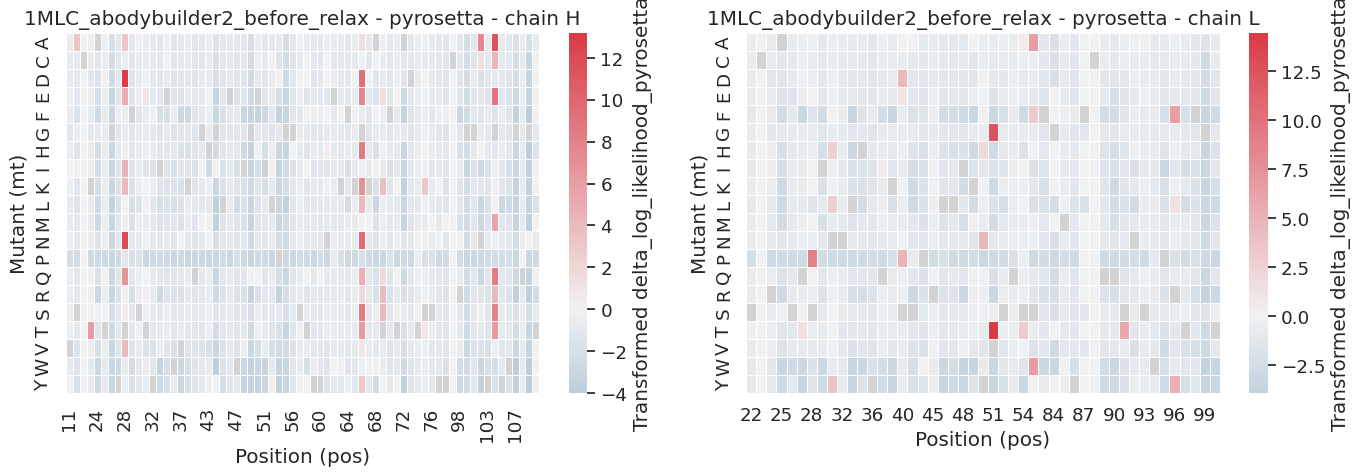 1MLC_abodybuilder2_before_relax - pyrosetta - chain H
Mutant (mt)
A
C
D
E
F
G
H
I
K
L
M
N
P
Q
R
S
T
V
W
Y
11 24 28 32 37 43 47 51 56 60 64 68 72 76 98 103 107
Position (pos)
12
10
8
6
4
2
0
−2
−4
Transformed delta_log_likelihood_pyrosetta
1MLC_abodybuilder2_before_relax - pyrosetta - chain L
Mutant (mt)
A
C
D
E
F
G
H
I
K
L
M
N
P
Q
R
S
T
V
W
Y
22 25 28 32 36 40 45 48 51 54 84 87 90 93 96 99
Position (pos)
12.5
10.0
7.5
5.0
2.5
0.0
−2.5
Transformed delta_log_likelihood_pyrosetta